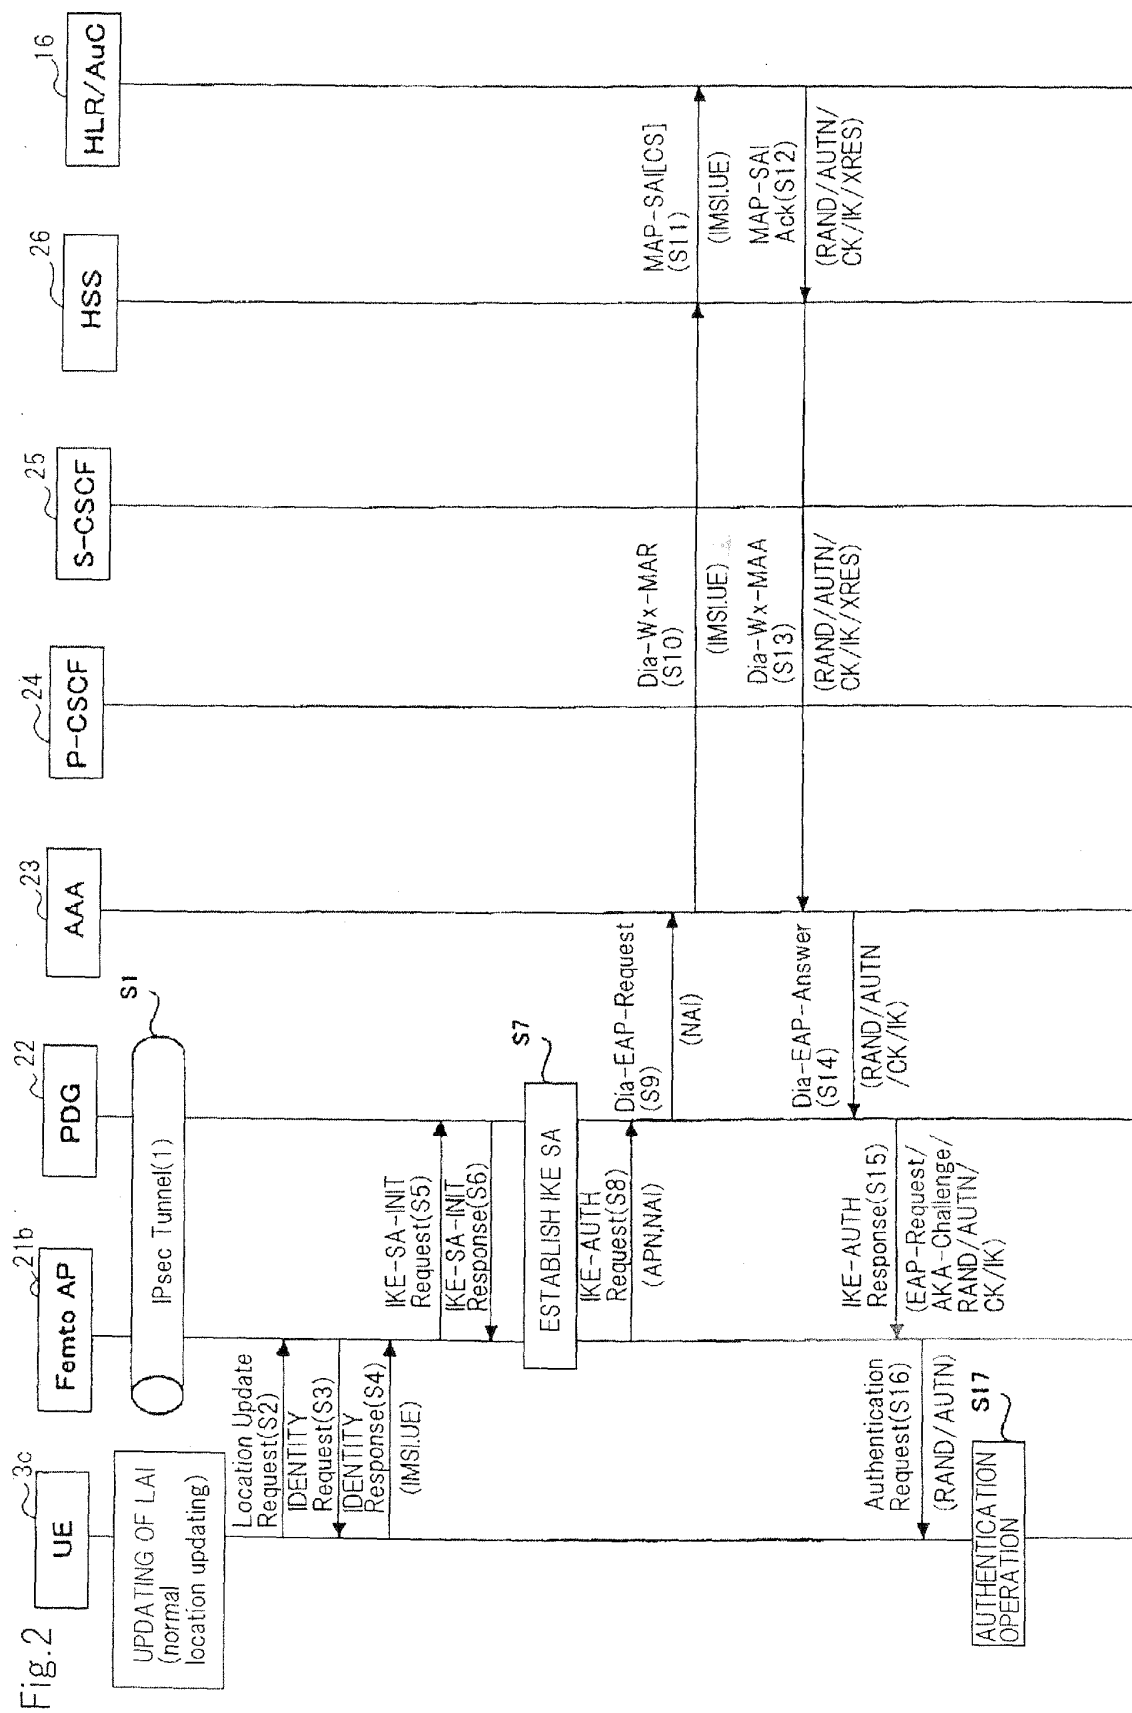 Fig.2
UE
3c
Femto AP
21b
PDG
22
AAA
23
P-CSCF
24
S-CSCF
25
HSS
26
HLR/AuC
16
UPDATING OF LAI
(normal
location updating)
IPsec Tunnel(1)
S1
Location Update
Request(S2)
IDENTITY
Request(S3)
IDENTITY
Response(S4)
(IMSI.UE)
IKE-SA-INIT
Request(S5)
IKE-SA-INIT
Response(S6)
ESTABLISH IKE SA
S7
IKE-AUTH
Request(S8)
(APN,NAI)
Dia-EAP-Request
(S9)
(NAI)
Dia-Wx-MAR
(S10)
(IMSI.UE)
MAP-SAI[CS]
(S11)
(IMSI.UE)
MAP-SAI
Ack(S12)
(RAND/AUTN/
CK/IK/XRES)
Dia-Wx-MAA
(S13)
(RAND/AUTN/
CK/IK/XRES)
Dia-EAP-Answer
(S14)
(RAND/AUTN
/CK/IK)
IKE-AUTH
Response(S15)
(EAP-Request/
AKA-Challenge/
RAND/AUTN/
CK/IK)
Authentication
Request(S16)
(RAND/AUTN)
AUTHENTICATION
OPERATION
S17